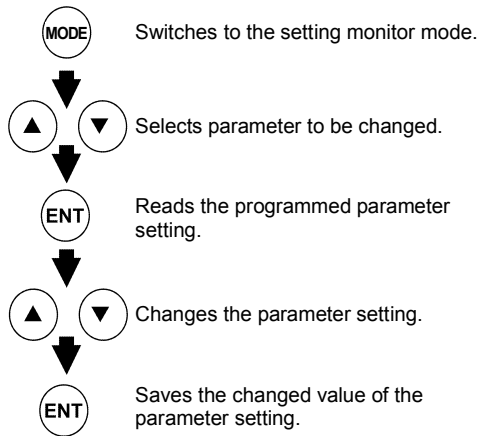 MODE Switches to the setting monitor mode.
▲ ▼ Selects parameter to be changed.
ENT Reads the programmed parameter
setting.
▲ ▼ Changes the parameter setting.
ENT Saves the changed value of the
parameter setting.